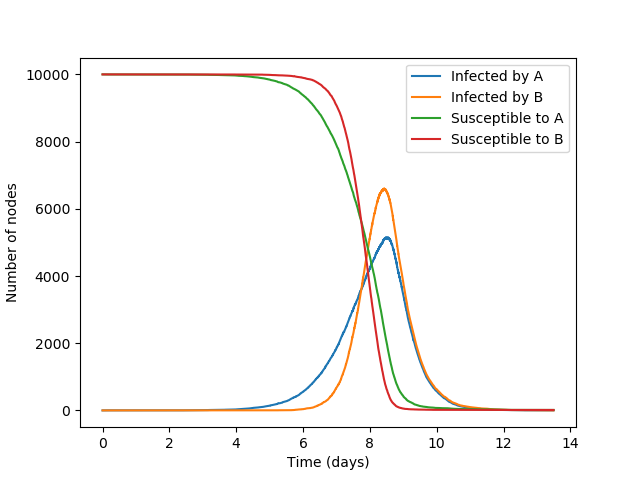 Infected by A
Infected by B
Susceptible to A
Susceptible to B
10000
8000
6000
4000
2000
0
Number of nodes
0 2 4 6 8 10 12 14
Time (days)